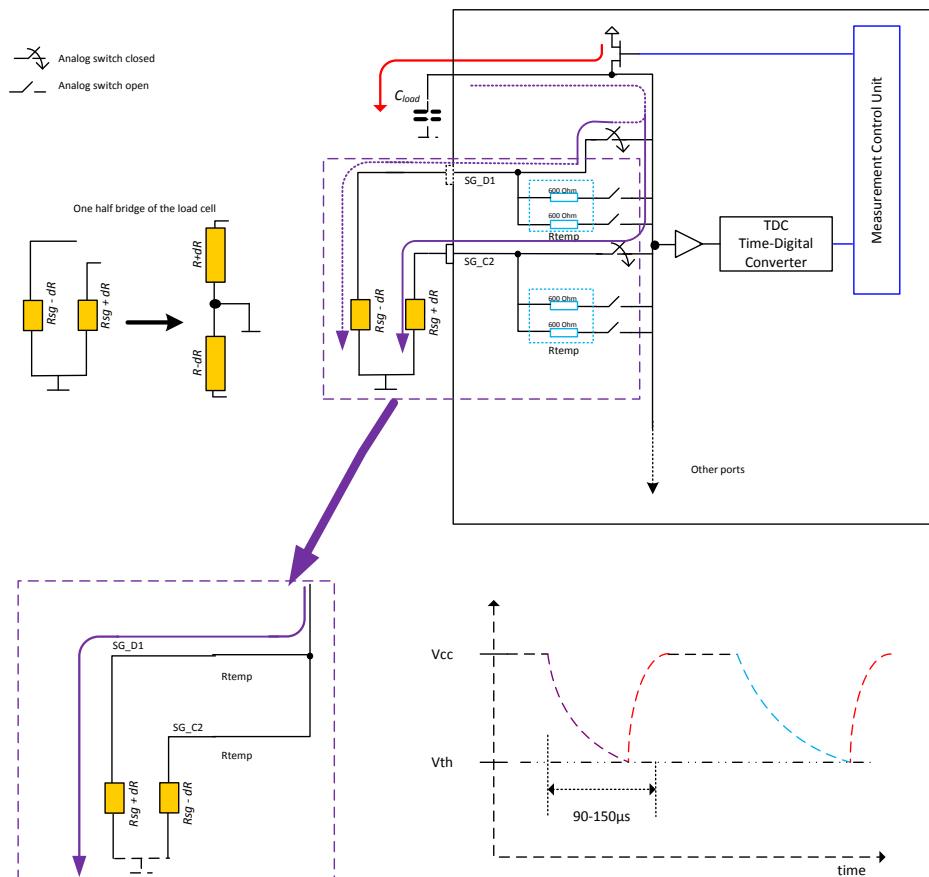 Analog switch closed
Analog switch open
Cload
Measurement Control Unit
SG_D1
600 Ohm
600 Ohm
Rtemp
SG_C2
600 Ohm
600 Ohm
Rtemp
TDC
Time-Digital
Converter
One half bridge of the load cell
Rsg - dR
Rsg + dR
R+dR
R-dR
Rsg - dR
Rsg + dR
Other ports
SG_D1
Rtemp
SG_C2
Rtemp
Rsg + dR
Rsg - dR
Vcc
Vth
90-150µs
time